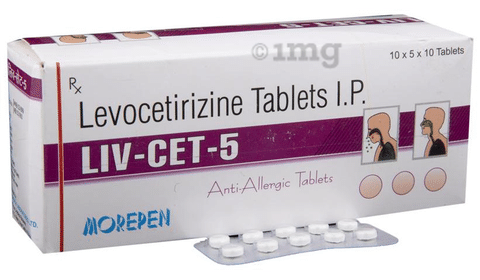 1mg
10 x 5 x 10 Tablets
Rx
Levocetirizine Tablets I.P.
LIV-CET-5
Anti-Allergic Tablets
MOREPEN